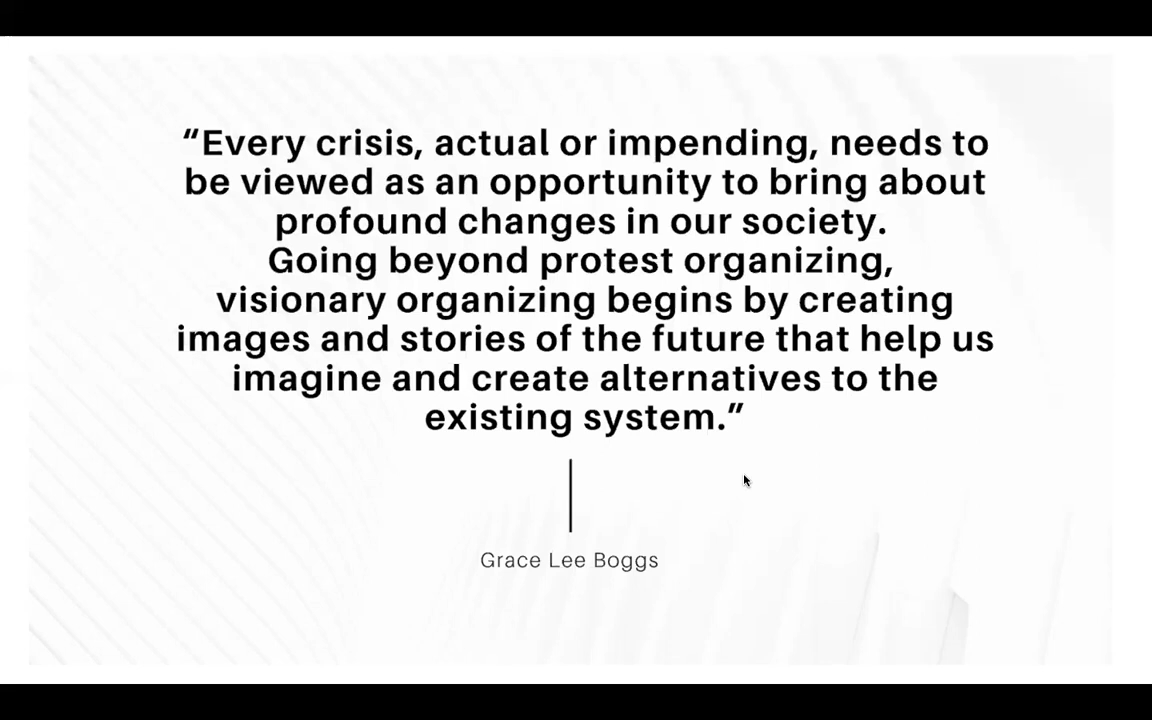 “Every crisis, actual or impending, needs to
be viewed as an opportunity to bring about
profound changes in our society.
Going beyond protest organizing,
visionary organizing begins by creating
images and stories of the future that help us
imagine and create alternatives to the
existing system.”
Grace Lee Boggs